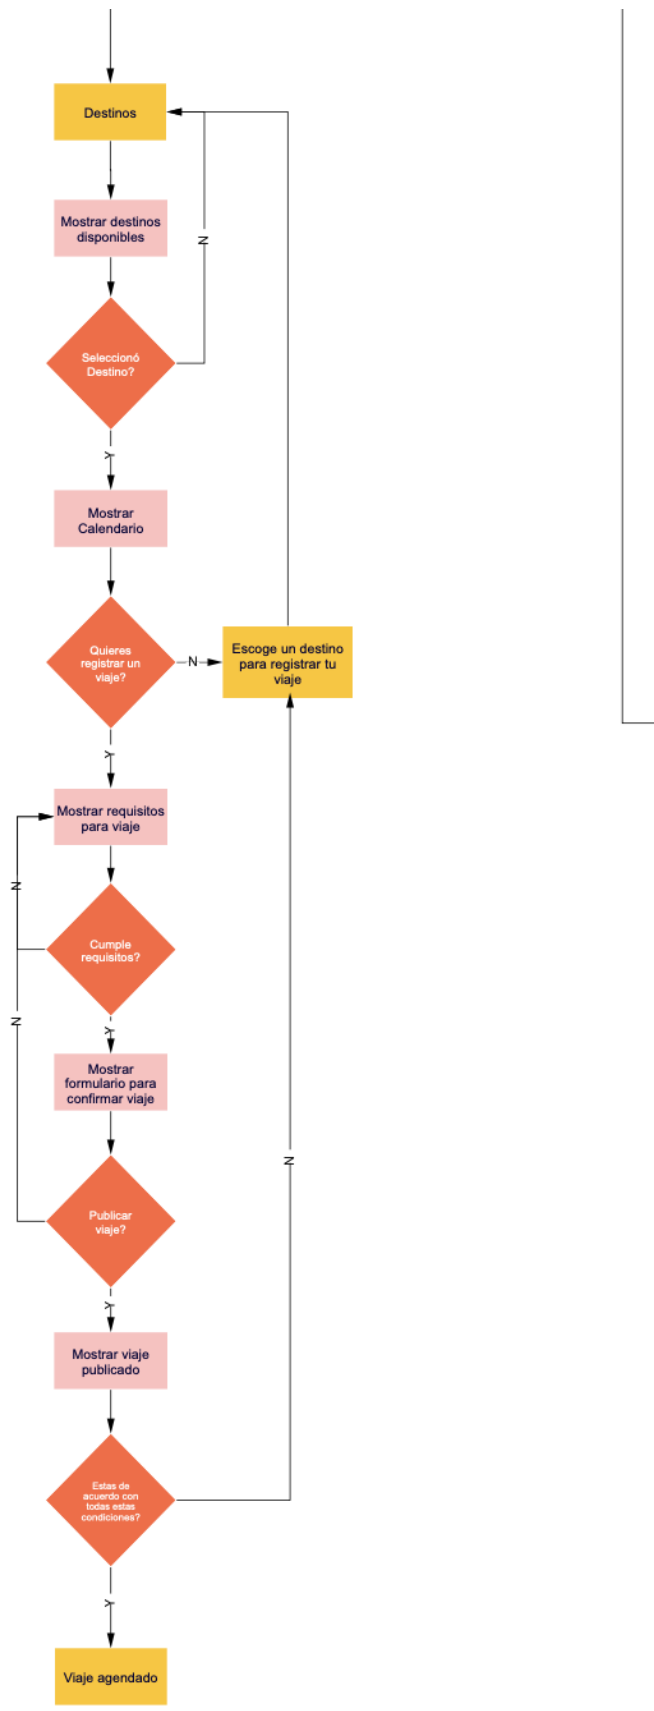 Destinos
Mostrar destinos
disponibles
N
Seleccionó
Destino?
Y
Mostrar
Calendario
Quieres
registrar un
viaje?
N
Escoge un destino
para registrar tu
viaje
Y
Mostrar requisitos
para viaje
N
Cumple
requisitos?
N
Y
Mostrar
formulario para
confirmar viaje
N
Publicar
viaje?
Y
Mostrar viaje
publicado
Estas de
acuerdo con
todas estas
condiciones?
Y
Viaje agendado